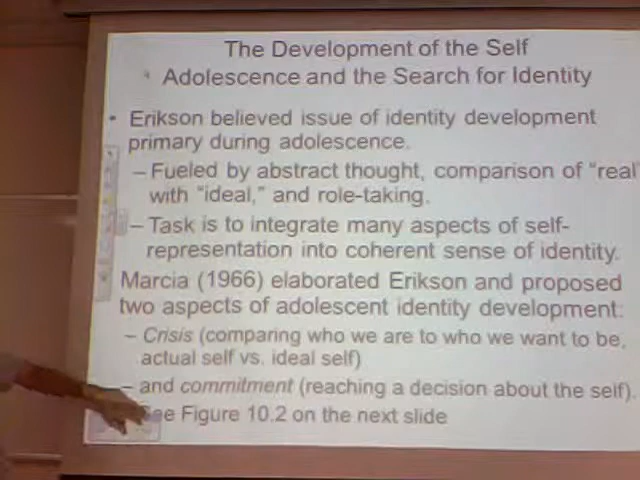 The Development of the Self
Adolescence and the Search for Identity
• Erikson believed issue of identity development
primary during adolescence.
– Fueled by abstract thought, comparison of “real
with “ideal,” and role-taking.
– Task is to integrate many aspects of self-
representation into coherent sense of identity.
Marcia (1966) elaborated Erikson and proposed
two aspects of adolescent identity development:
– Crisis (comparing who we are to who we want to be,
actual self vs. ideal self)
– and commitment (reaching a decision about the self).
See Figure 10.2 on the next slide